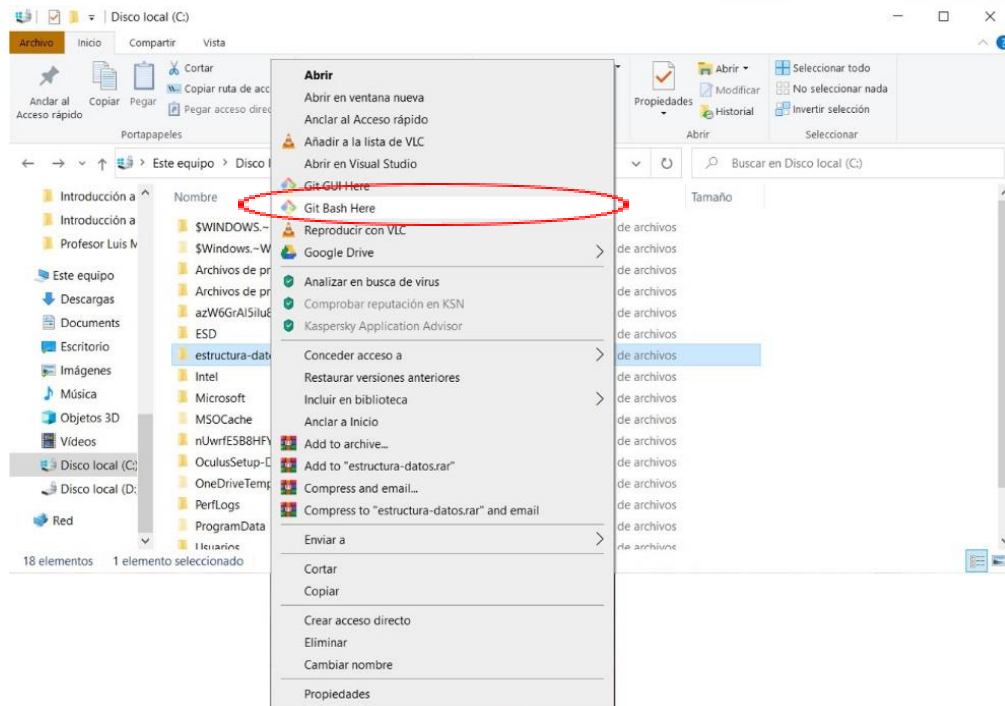 Disco local (C:)
Archivo Inicio Compartir Vista
Anclar al
Acceso rápido
Copiar
Pegar
Cortar
Copiar ruta de acc
Pegar acceso direc
Portapapeles
Propiedades
Abrir
Modificar
Historial
Abrir
Seleccionar todo
No seleccionar nada
Invertir selección
Seleccionar
Este equipo > Disco l
Buscar en Disco local (C:)
Introducción a
Introducción a
Profesor Luis M
Este equipo
Descargas
Documents
Escritorio
Imágenes
Música
Objetos 3D
Vídeos
Disco local (C:
Disco local (D:
Red
Nombre
Tamaño
$WINDOWS.~
de archivos
$Windows.~W
de archivos
Archivos de pr
de archivos
Archivos de pr
de archivos
de archivos
ESD
de archivos
estructura-dat
de archivos
Intel
de archivos
Microsoft
de archivos
MSOCache
de archivos
de archivos
OculusSetup-D
de archivos
OneDriveTemp
de archivos
PerfLogs
de archivos
ProgramData
de archivos
Usuarios
de archivos
Abrir
Abrir en ventana nueva
Anclar al Acceso rápido
Añadir a la lista de VLC
Abrir en Visual Studio
Git GUI Here
Git Bash Here
Reproducir con VLC
Google Drive
Analizar en busca de virus
Comprobar reputación en KSN
Kaspersky Application Advisor
Conceder acceso a
Restaurar versiones anteriores
Incluir en biblioteca
Anclar a Inicio
Add to archive...
Add to "estructura-datos.rar"
Compress and email...
Compress to "estructura-datos.rar" and email
Enviar a
Cortar
Copiar
Crear acceso directo
Eliminar
Cambiar nombre
Propiedades
18 elementos 1 elemento seleccionado